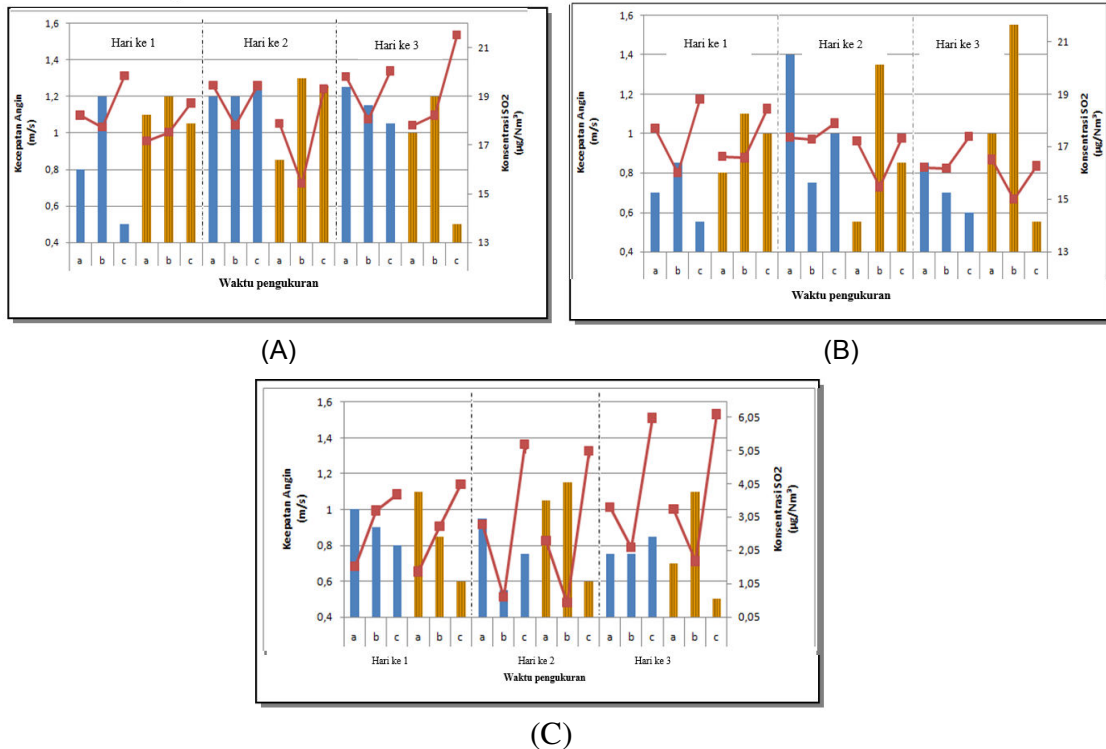 1,6
1,4
1,2
1
0,8
0,6
0,4
Kecepatan Angin
(m/s)
Hari ke 1
Hari ke 2
Hari ke 3
21
19
17
15
13
Konsentrasi SO2
(µg/Nm³)
a b c a b c a b c a b c a b c a b c
Waktu pengukuran
(A)
1,6
1,4
1,2
1
0,8
0,6
0,4
Kecepatan Angin
(m/s)
Hari ke 1
Hari ke 2
Hari ke 3
21
19
17
15
13
Konsentrasi SO2
(µg/Nm³)
a b c a b c a b c a b c a b c a b c
Waktu pengukuran
(B)
1,6
1,4
1,2
1
0,8
0,6
0,4
Keepatan Angin
(m/s)
6,05
5,05
4,05
3,05
2,05
1,05
0,05
Konsentrasi SO2
(µg/Nm³)
a b c a b c a b c a b c a b c a b c
Hari ke 1
Hari ke 2
Hari ke 3
Waktu pengukuran
(C)